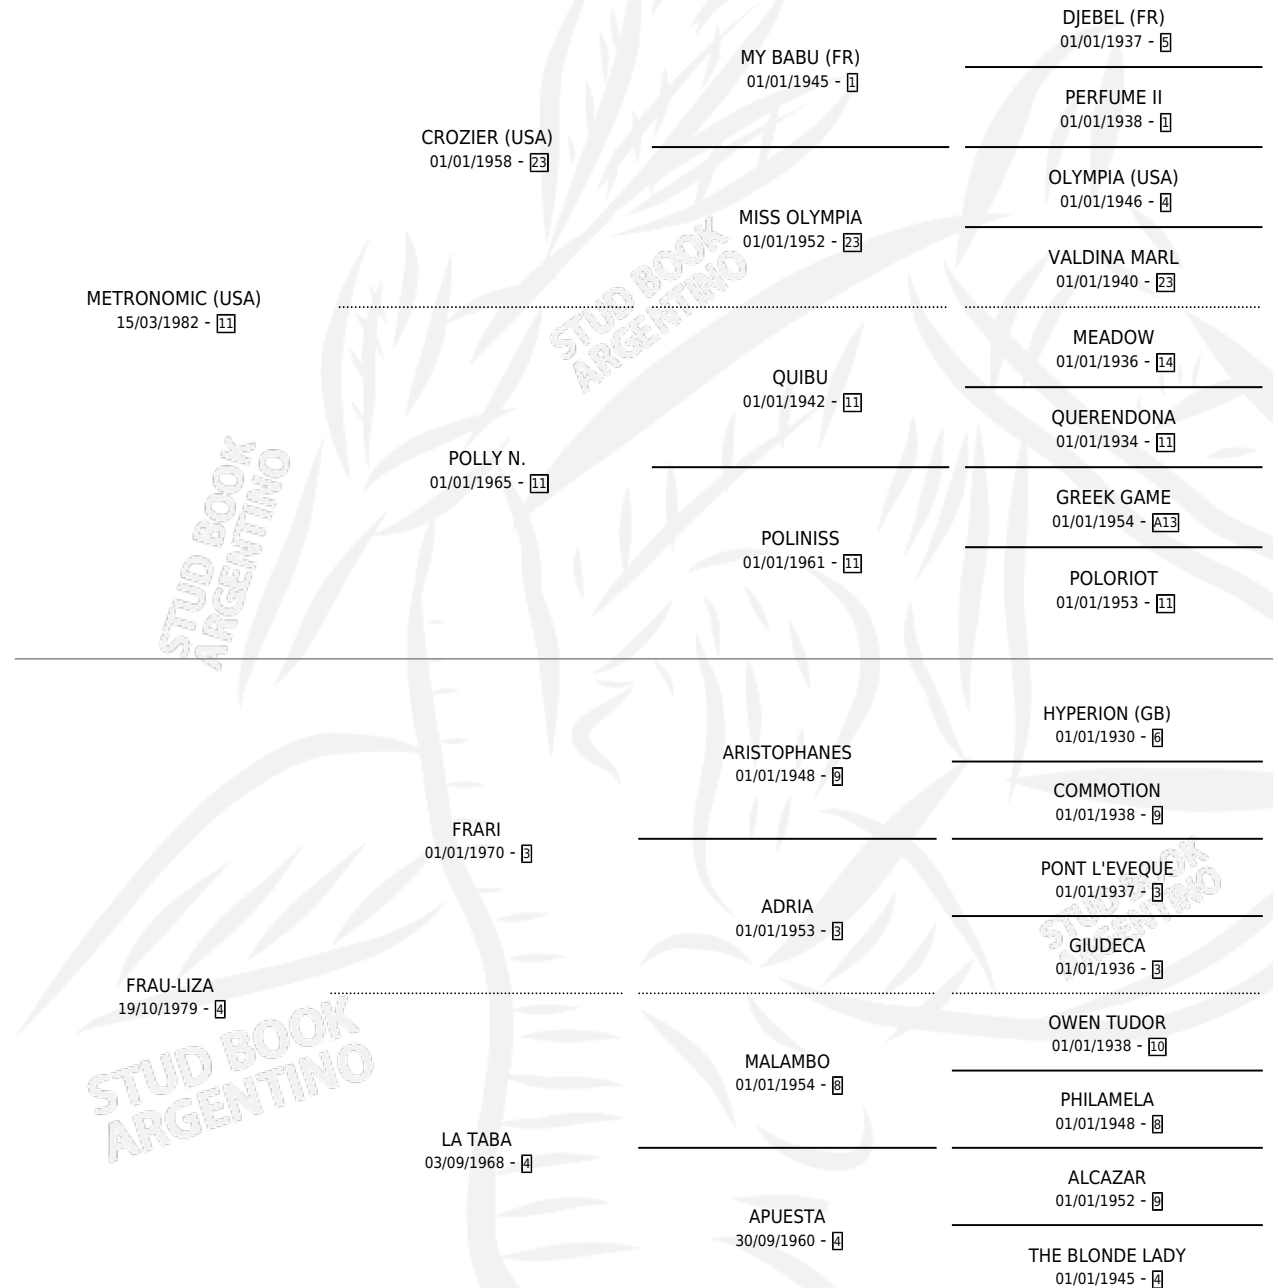 DJEBEL (FR)
01/01/1937 - 5
MY BABU (FR)
01/01/1945 - 1
PERFUME II
01/01/1938 - 1
CROZIER (USA)
01/01/1958 - 23
OLYMPIA (USA)
01/01/1946 - 4
MISS OLYMPIA
01/01/1952 - 23
VALDINA MARL
01/01/1940 - 23
METRONOMIC (USA)
15/03/1982 - 11
MEADOW
01/01/1936 - 14
QUIBU
01/01/1942 - 11
QUERENDONA
01/01/1934 - 11
POLLY N.
01/01/1965 - 11
GREEK GAME
01/01/1954 - A13
POLINISS
01/01/1961 - 11
POLORIOT
01/01/1953 - 11
HYPERION (GB)
01/01/1930 - 6
ARISTOPHANES
01/01/1948 - 9
COMMOTION
01/01/1938 - 9
FRARI
01/01/1970 - 3
PONT L'EVEQUE
01/01/1937 - 3
ADRIA
01/01/1953 - 3
GIUDECA
01/01/1936 - 3
FRAU-LIZA
19/10/1979 - 4
OWEN TUDOR
01/01/1938 - 10
MALAMBO
01/01/1954 - 8
PHILAMELA
01/01/1948 - 8
LA TABA
03/09/1968 - 4
ALCAZAR
01/01/1952 - 9
APUESTA
30/09/1960 - 4
THE BLONDE LADY
01/01/1945 - 4
STUD BOOK
ARGENTINO
STUD BOOK
ARGENTINO
STUD BOOK
ARGENTINO
STUD BOOK
ARGENTINO